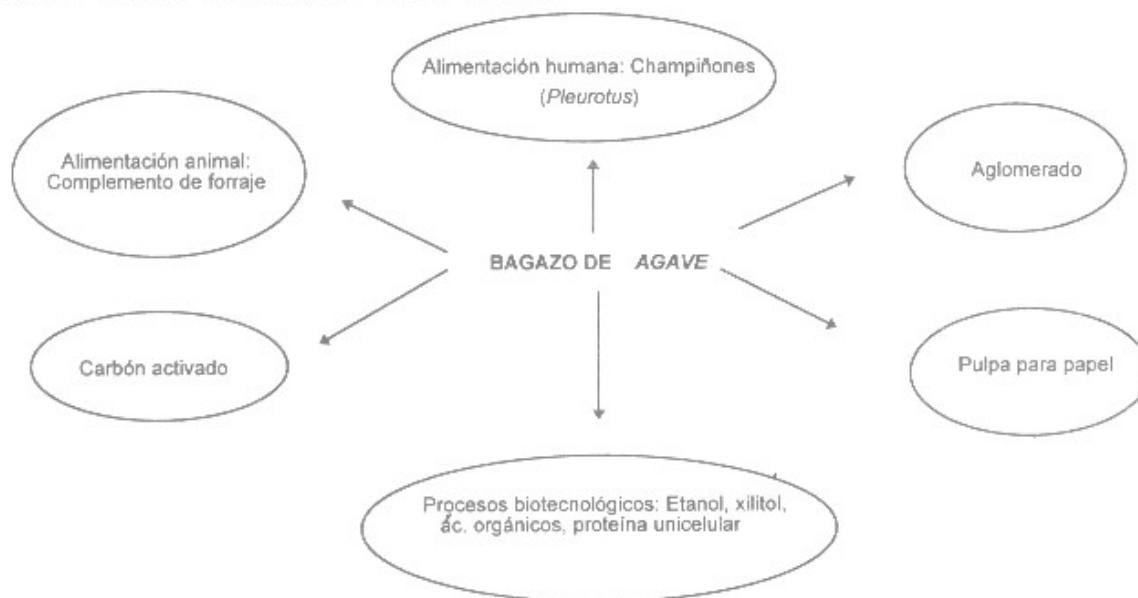 Alimentación humana: Champiñones
(Pleurotus)
Alimentación animal:
Complemento de forraje
Aglomerado
BAGAZO DE AGAVE
Carbón activado
Pulpa para papel
Procesos biotecnológicos: Etanol, xilitol,
ác. orgánicos, proteína unicelular